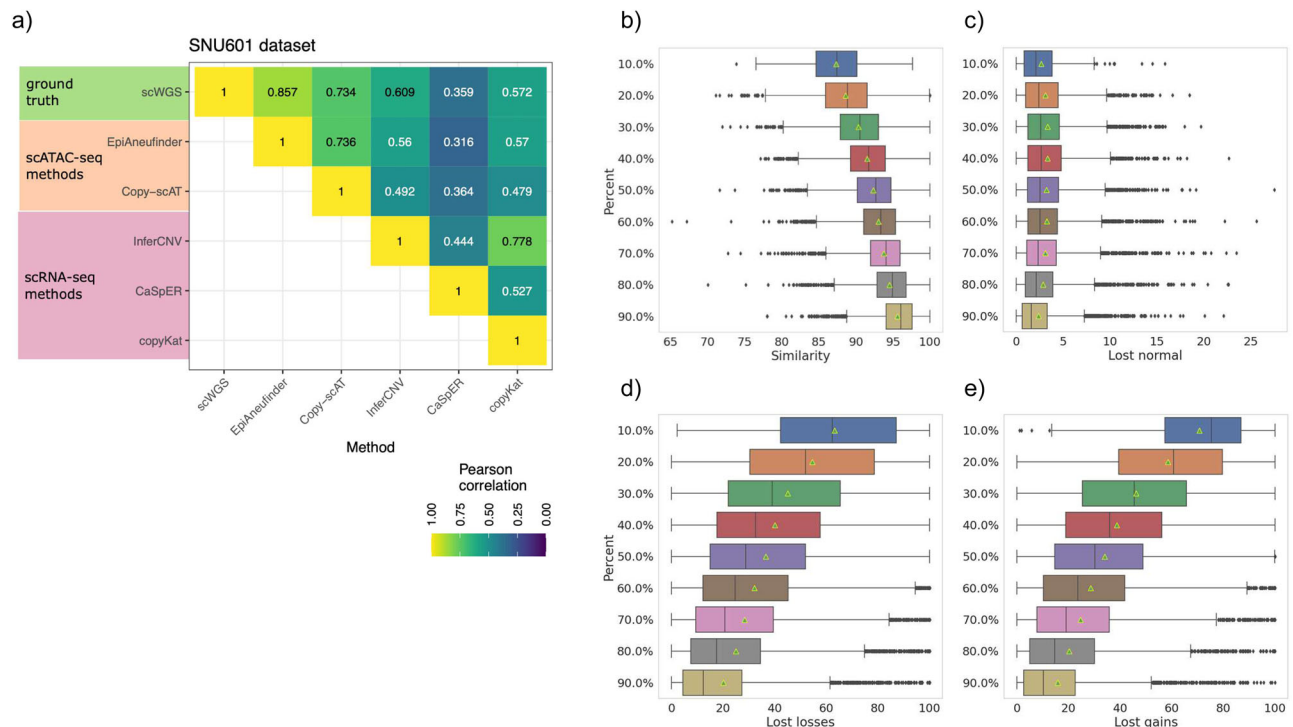 a)
SNU601 dataset
ground
truth
scATAC-seq
methods
scRNA-seq
methods
scWGS
1
0.857
0.734
0.609
0.359
0.572
EpiAneufinder
1
0.736
0.56
0.316
0.57
Copy-scAT
1
0.492
0.364
0.479
InferCNV
1
0.444
0.778
CaSpER
1
0.527
copyKat
1
scWGS
EpiAneufinder
Copy-scAT
InferCNV
CaSpER
copyKat
Method
Pearson
correlation
1.00
0.75
0.50
0.25
0.00
b)
Percent
10.0%
20.0%
30.0%
40.0%
50.0%
60.0%
70.0%
80.0%
90.0%
65 70 75 80 85 90 95 100
Similarity
c)
10.0%
20.0%
30.0%
40.0%
50.0%
60.0%
70.0%
80.0%
90.0%
0 5 10 15 20 25
Lost normal
d)
10.0%
20.0%
30.0%
40.0%
50.0%
60.0%
70.0%
80.0%
90.0%
0 20 40 60 80 100
Lost losses
e)
Percent
10.0%
20.0%
30.0%
40.0%
50.0%
60.0%
70.0%
80.0%
90.0%
0 20 40 60 80 100
Lost gains